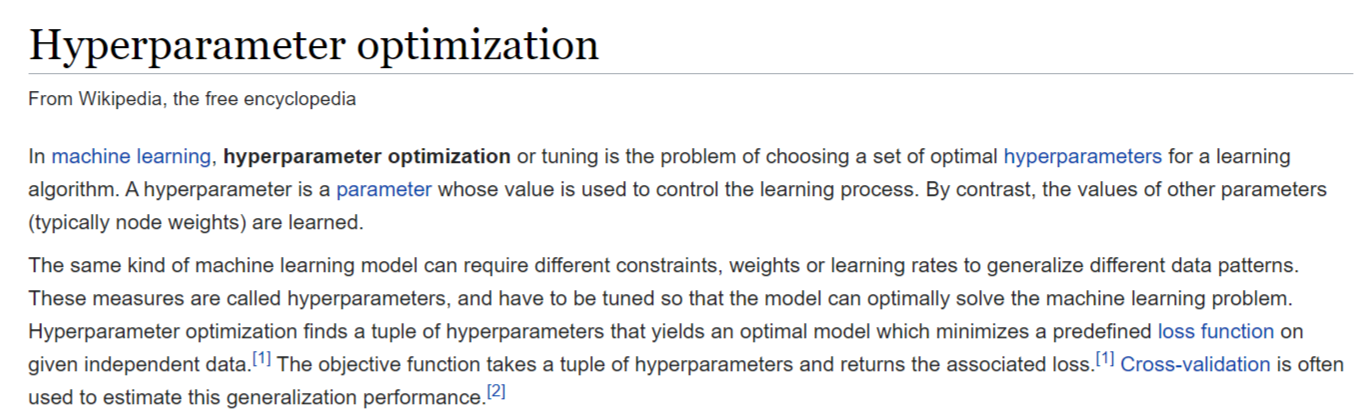 Hyperparameter optimization
From Wikipedia, the free encyclopedia
In machine learning, hyperparameter optimization or tuning is the problem of choosing a set of optimal hyperparameters for a learning
algorithm. A hyperparameter is a parameter whose value is used to control the learning process. By contrast, the values of other parameters
(typically node weights) are learned.
The same kind of machine learning model can require different constraints, weights or learning rates to generalize different data patterns.
These measures are called hyperparameters, and have to be tuned so that the model can optimally solve the machine learning problem.
Hyperparameter optimization finds a tuple of hyperparameters that yields an optimal model which minimizes a predefined loss function on
given independent data.[1] The objective function takes a tuple of hyperparameters and returns the associated loss.[1] Cross-validation is often
used to estimate this generalization performance.[2]